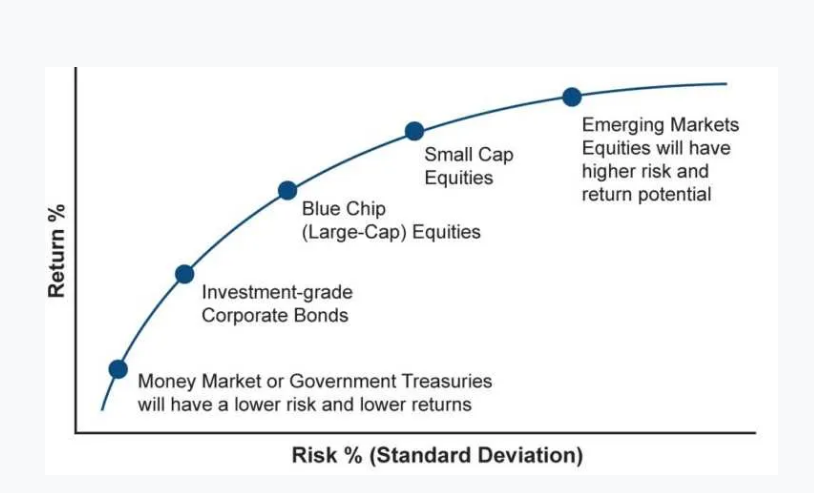 Emerging Markets
Equities will have
higher risk and
return potential
Small Cap
Equities
Blue Chip
(Large-Cap) Equities
Investment-grade
Corporate Bonds
Money Market or Government Treasuries
will have a lower risk and lower returns
Return %
Risk % (Standard Deviation)